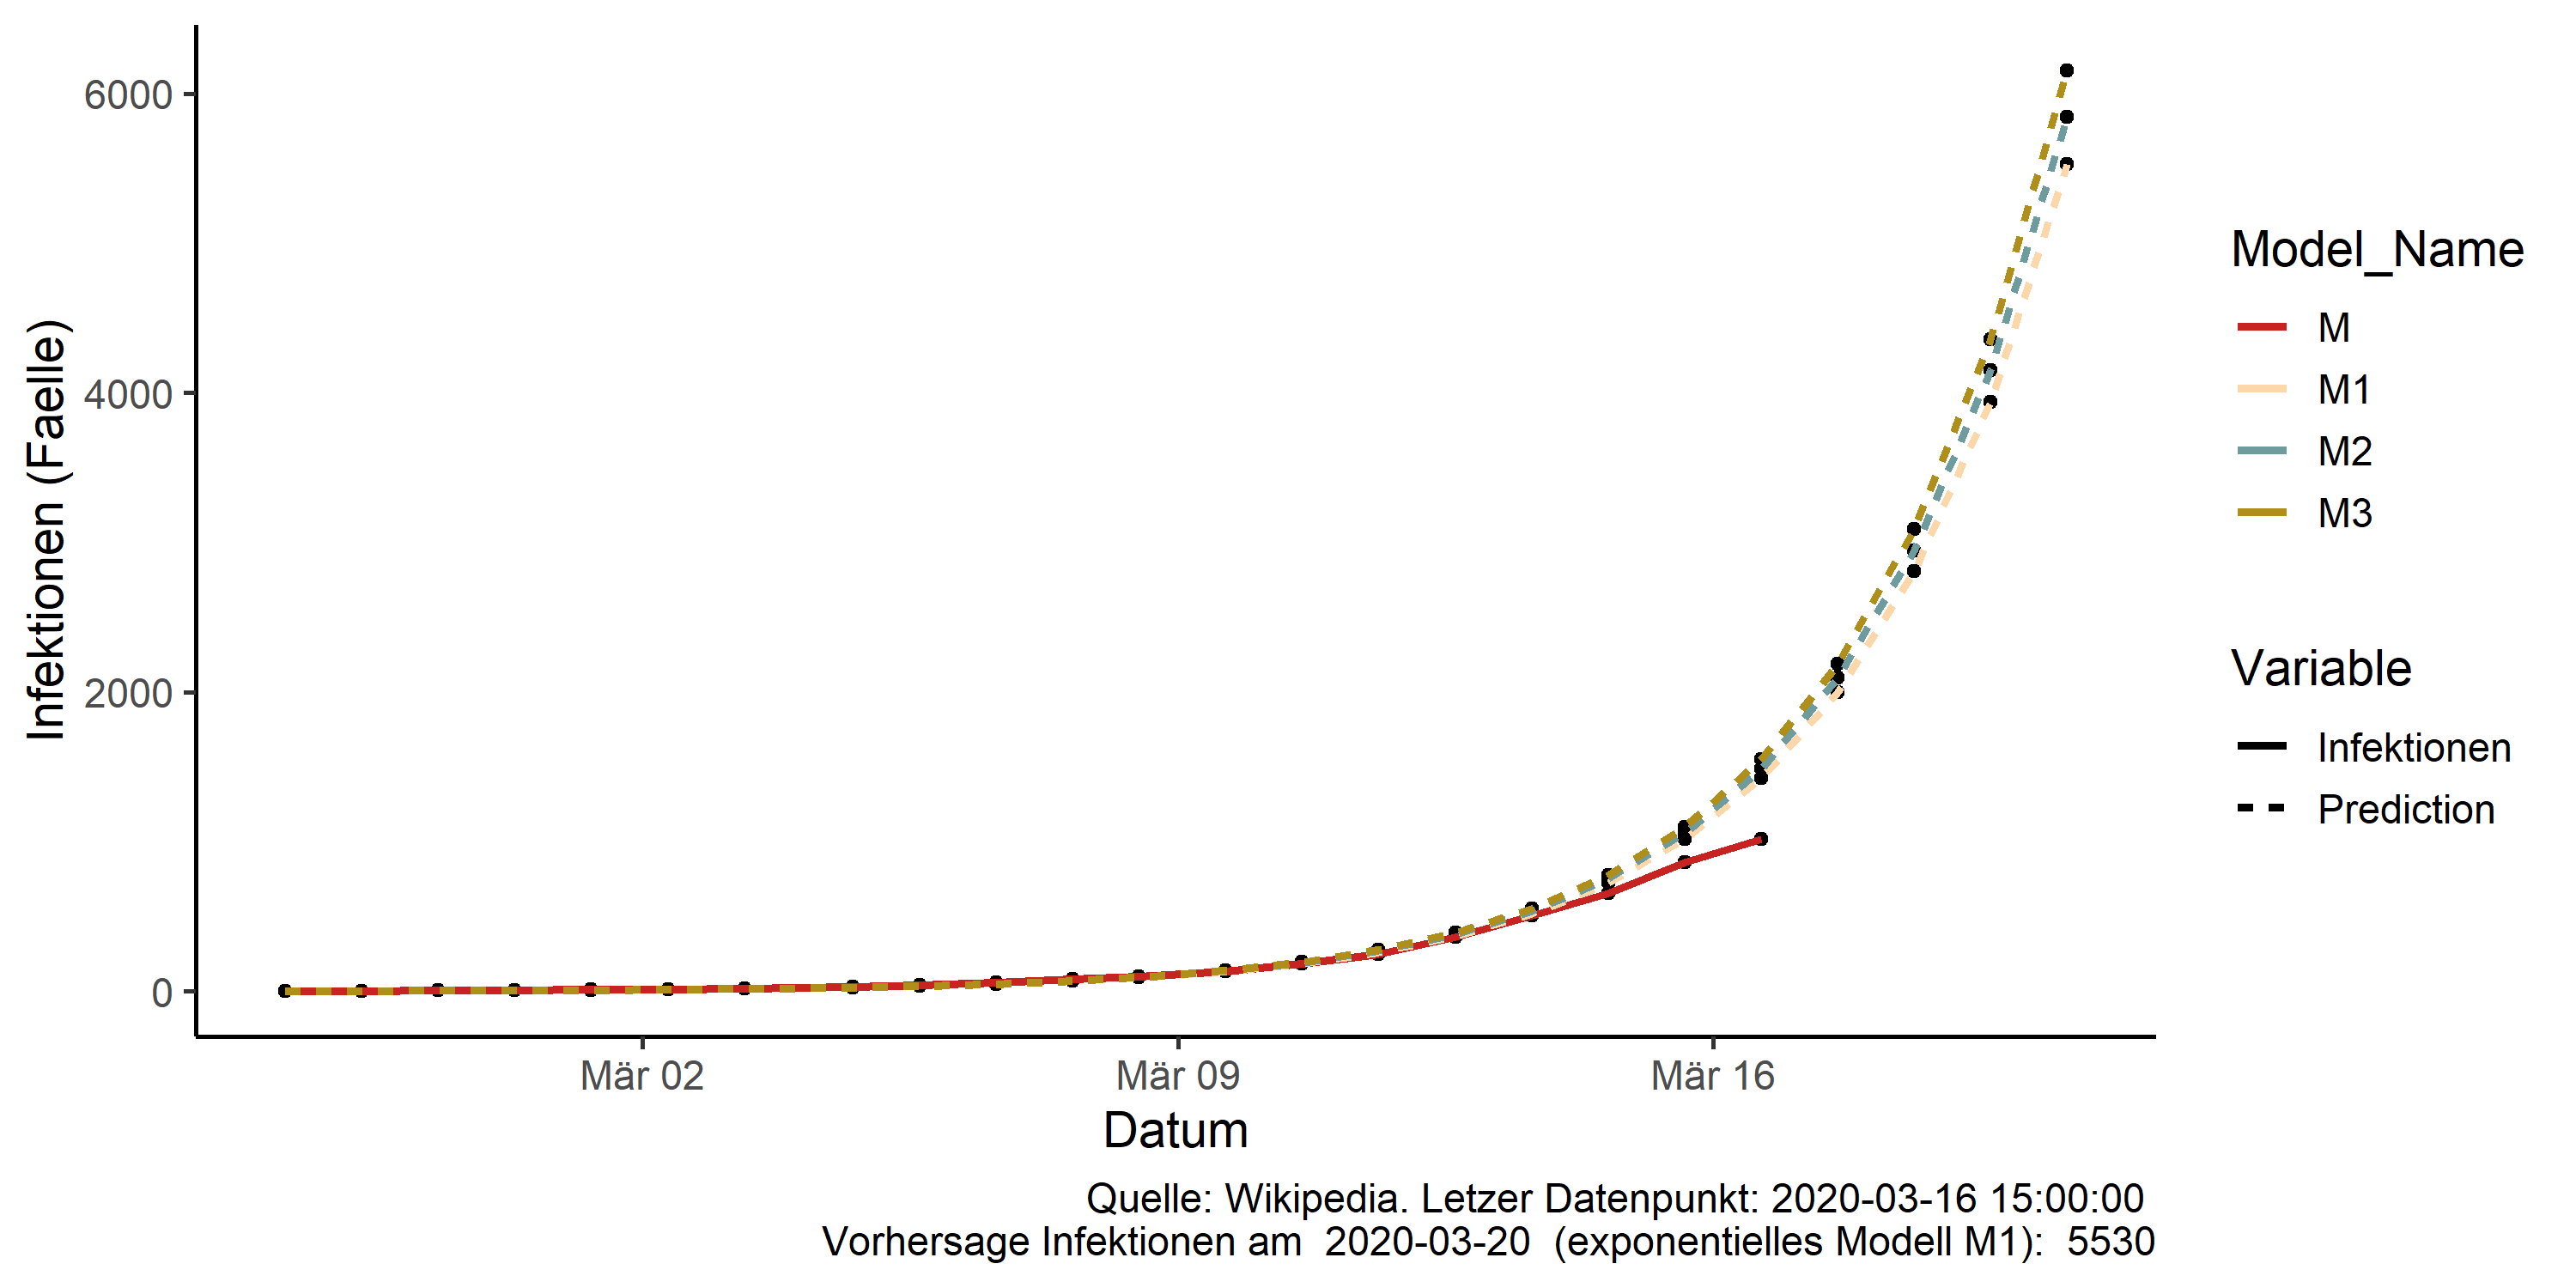 Infektionen (Faelle)
6000
4000
2000
0
Mär 02
Mär 09
Mär 16
Datum
Model_Name
M
M1
M2
M3
Variable
Infektionen
Prediction
Quelle: Wikipedia. Letzer Datenpunkt: 2020-03-16 15:00:00
Vorhersage Infektionen am  2020-03-20  (exponentielles Modell M1):  5530